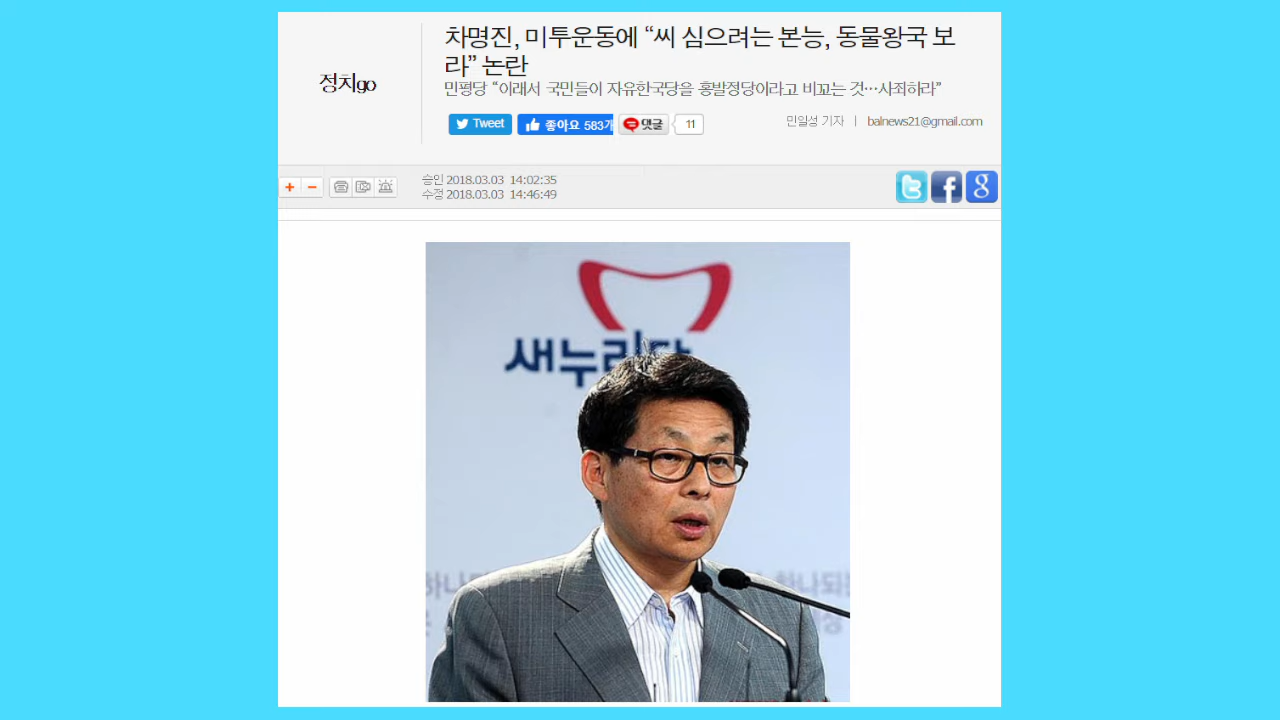 차명진, 미투운동에 “씨 심으려는 본능, 동물왕국 보
라” 논란
정치go
민평당 “이래서 국민들이 자유한국당을 홍발정당이라고 비꼬는 것…사죄하라”
Tweet 좋아요 583개 댓글 11
민일성 기자 | balnews21@gmail.com
승인 2018.03.03 14:02:35
수정 2018.03.03 14:46:49
새누리당
하나되는